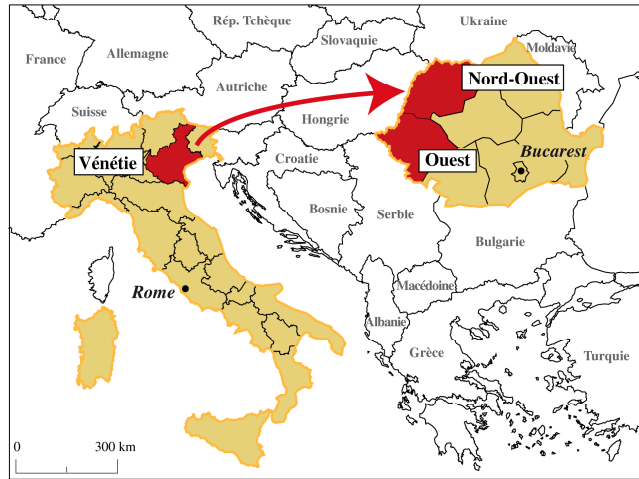 Rép. Tchèque
Ukraine
Slovaquie
Moldavie
France
Allemagne
Nord-Ouest
Autriche
Suisse
Hongrie
Vénétie
Ouest
Bucarest
Croatie
Bosnie
Serble
Bulgarie
Rome
Macédoine
Albanie
Grèce
Turquie
0 300 km